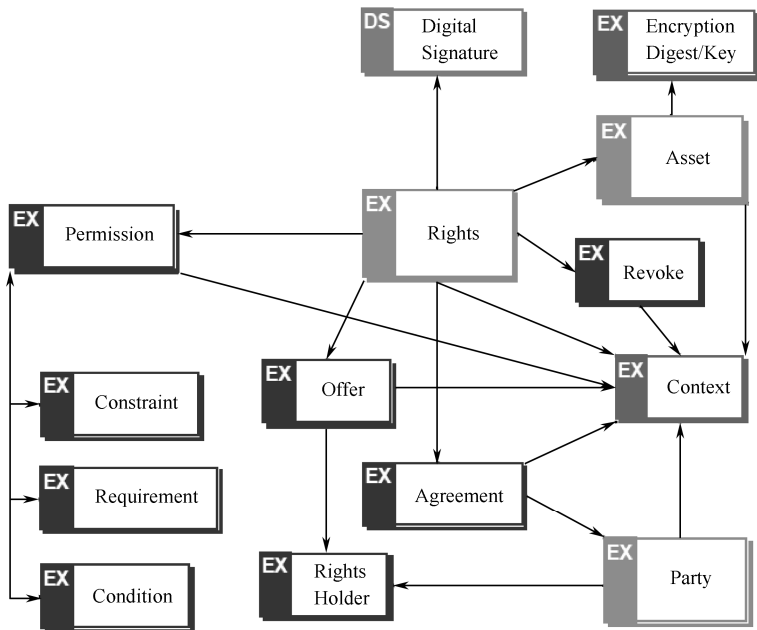 DS
Digital
Signature
EX
Encryption
Digest/Key
EX
Asset
EX
Rights
EX
Permission
EX
Revoke
EX
Offer
EX
Context
EX
Constraint
EX
Agreement
EX
Requirement
EX
Rights
Holder
EX
Party
EX
Condition